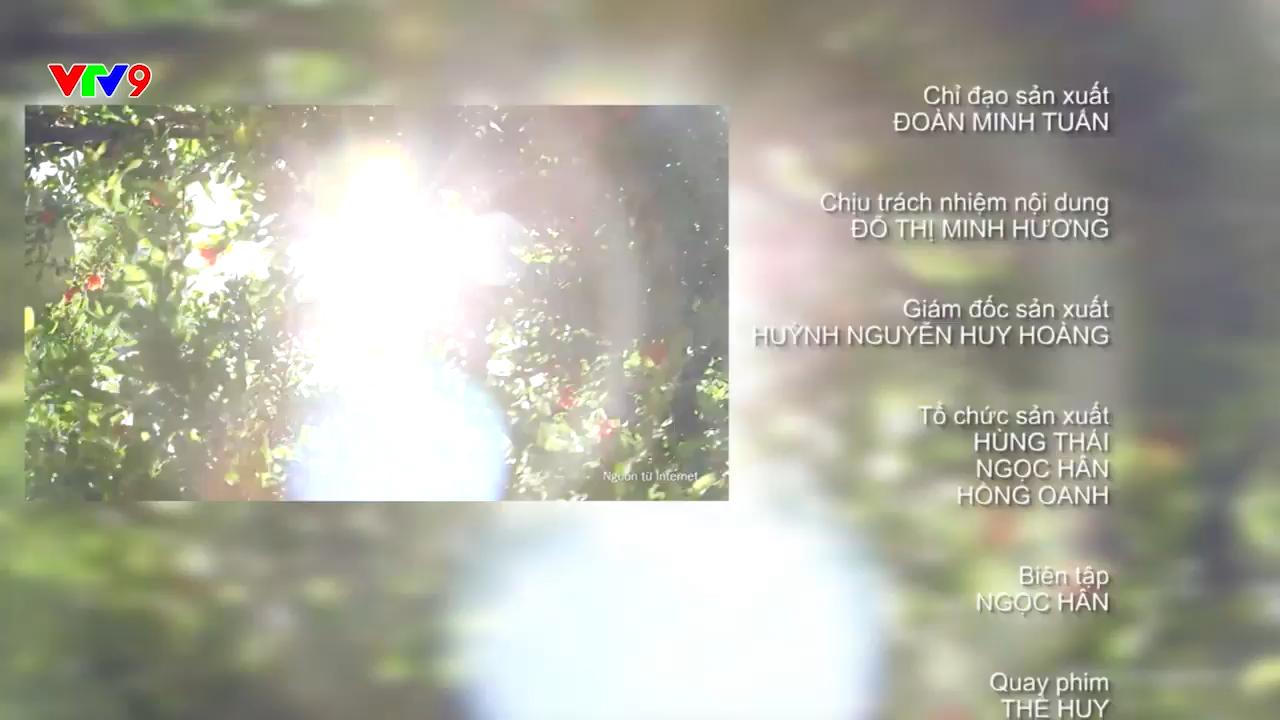 VTV9
Chỉ đạo sản xuất
ĐOÀN MINH TUẤN
Chịu trách nhiệm nội dung
ĐỖ THỊ MINH HƯƠNG
Giám đốc sản xuất
HUỲNH NGUYỄN HUY HOÀNG
Tổ chức sản xuất
HÙNG THÁI
NGỌC HÂN
HỒNG OANH
Nguồn từ Internet
Biên tập
NGỌC HÂN
Quay phim
THẾ HUY